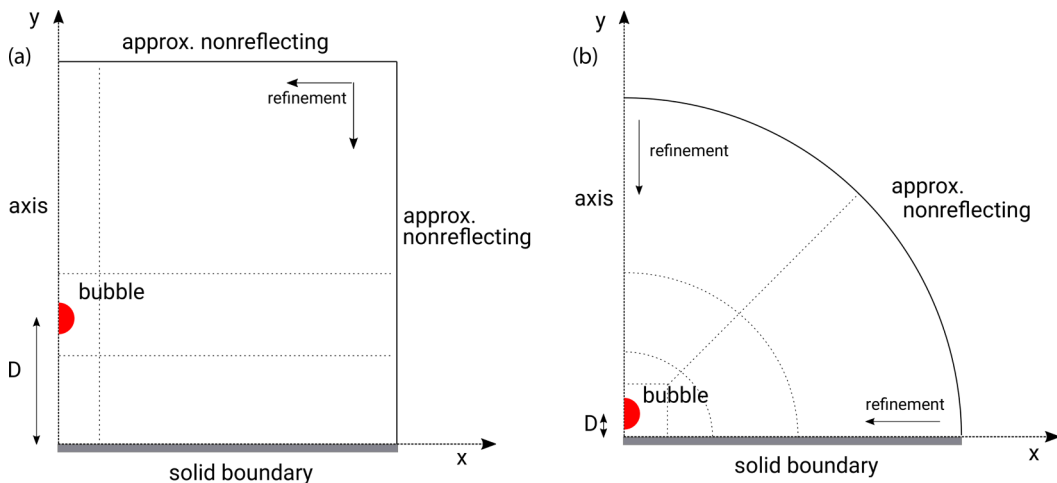 (a)
y
approx. nonreflecting
refinement
axis
approx.
nonreflecting
bubble
D
x
solid boundary
(b)
y
refinement
approx.
nonreflecting
axis
bubble
refinement
D
x
solid boundary